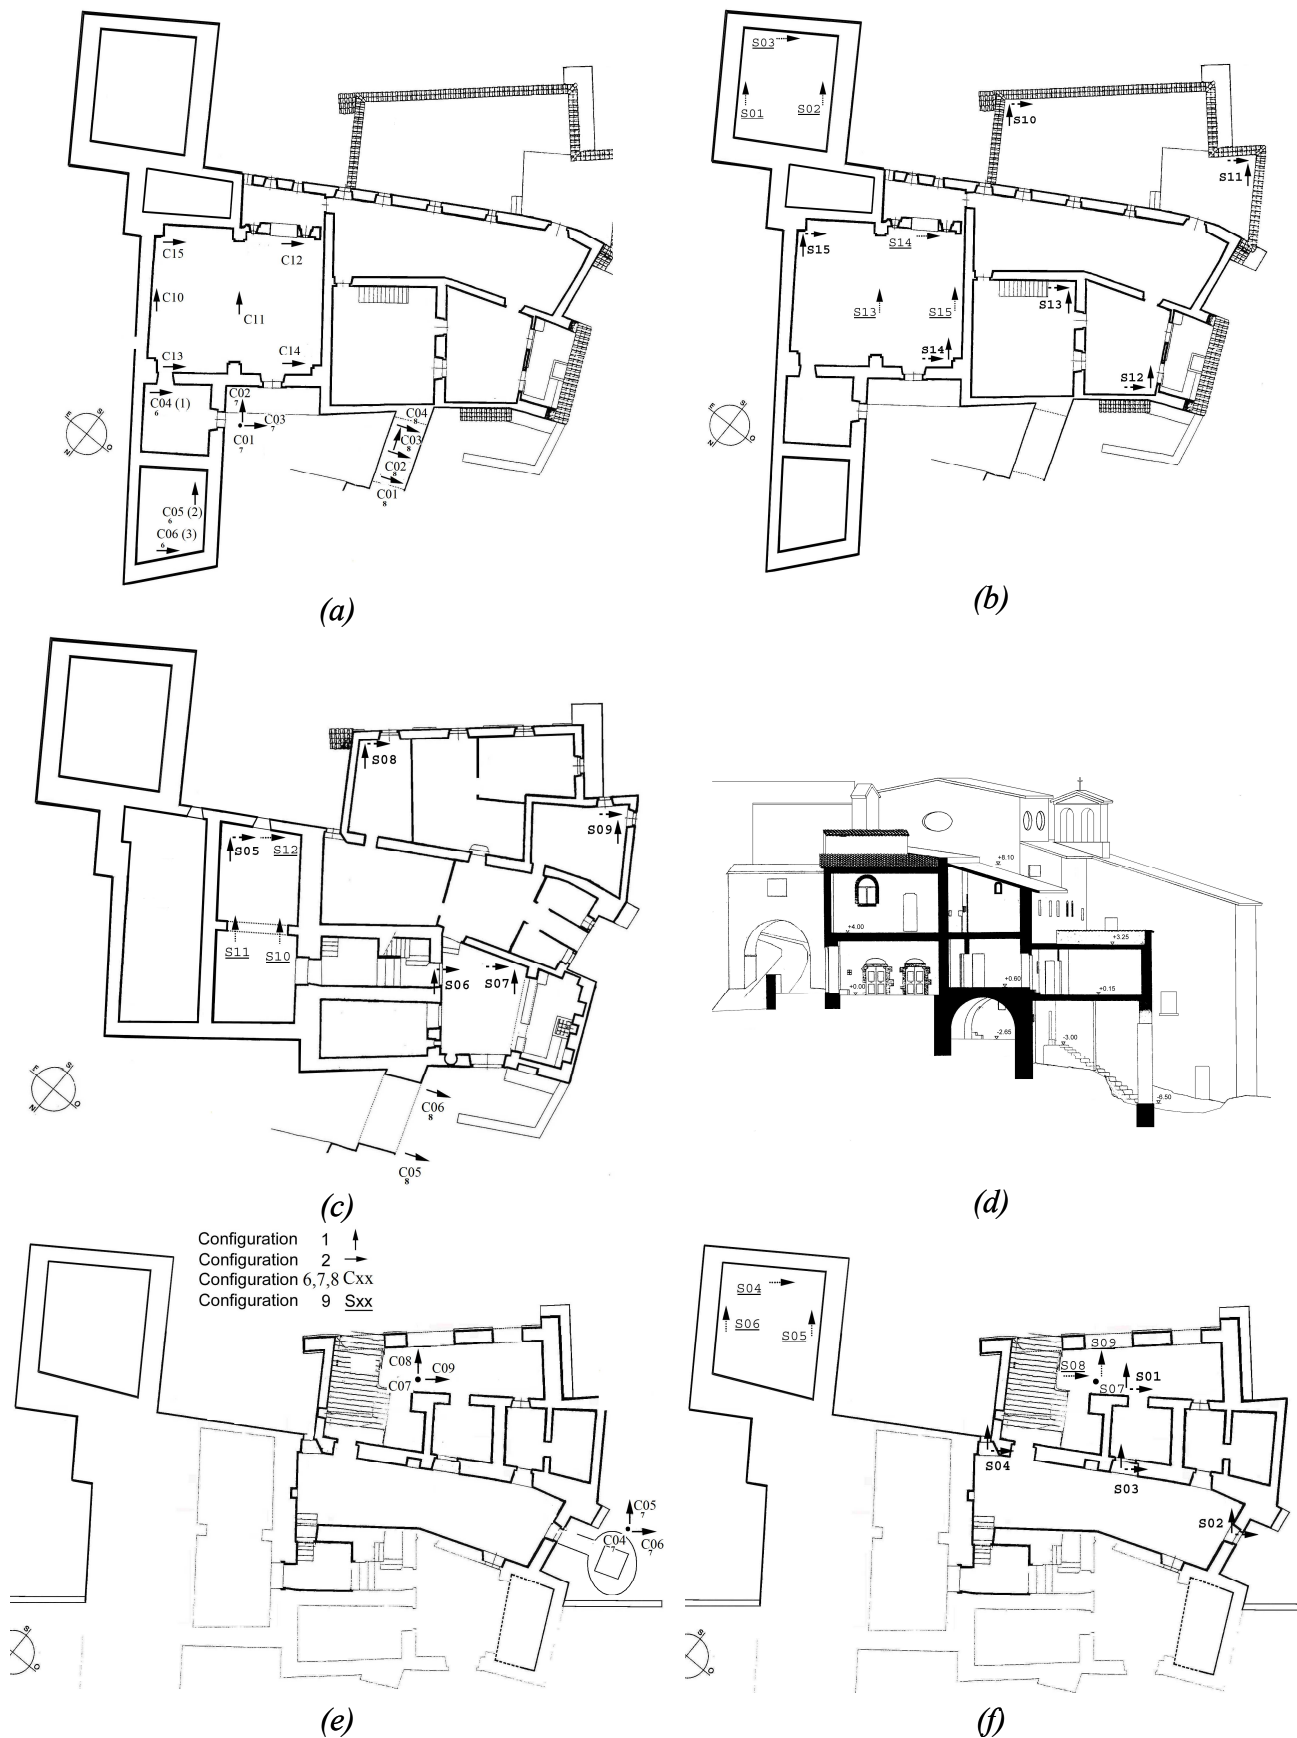 C15
C12
C10
C11
C13
C14
C04 (1)
6
C02
7
C03
7
C01
7
C04
8
C03
8
C02
8
C01
8
C05 (2)
6
C06 (3)
6
E
S
N
O
(a)
S03
S01
S02
S10
S11
S15
S14
S13
S15
S13
S14
S12
E
S
N
O
(b)
S08
S09
S05
S12
S11
S10
S06
S07
E
S
N
O
C06
8
C05
8
(c)
+8.10
+4.00
+3.25
+0.60
+0.00
+0.15
-2.65
-3.00
-6.50
(d)
Configuration 1
Configuration 2
Configuration 6,7,8 Cxx
Configuration 9 Sxx
C08
C09
C07
C05
7
C04
7
C06
7
S
O
(e)
S04
S06
S05
S09
S08
S07
S01
S04
S03
S02
S
O
(f)